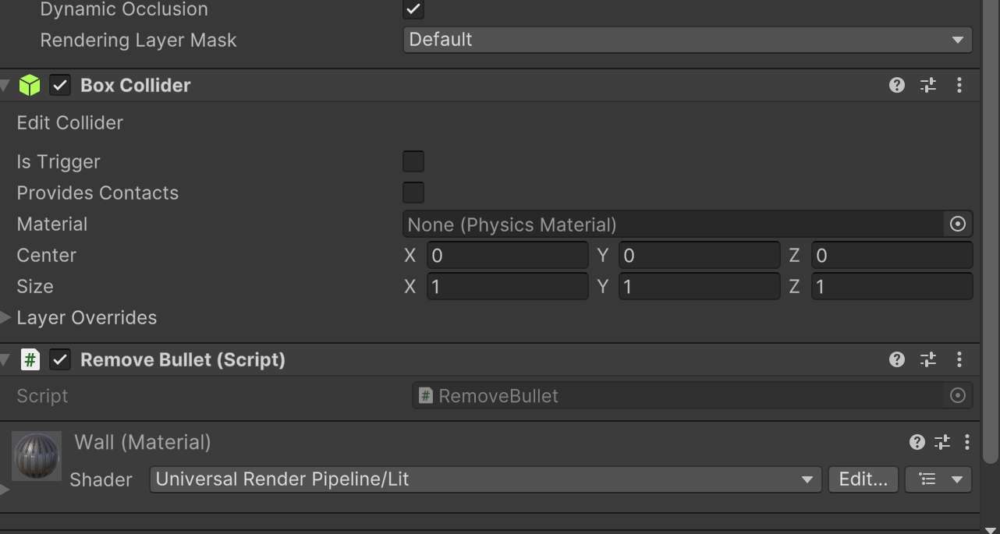 Dynamic Occlusion
Rendering Layer Mask Default
Box Collider
Edit Collider
Is Trigger
Provides Contacts
Material None (Physics Material)
Center X 0 Y 0 Z 0
Size X 1 Y 1 Z 1
Layer Overrides
# Remove Bullet (Script)
Script # RemoveBullet
Wall (Material)
Shader Universal Render Pipeline/Lit Edit...